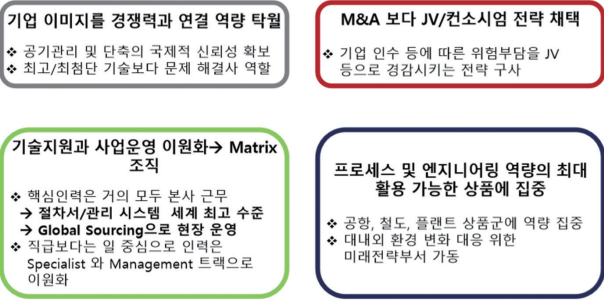 기업 이미지를 경쟁력과 연결 역량 탁월
❖ 공기관리 및 단축의 국제적 신뢰성 확보
❖ 최고/최첨단 기술보다 문제 해결사 역할
M&A 보다 JV/컨소시엄 전략 채택
❖ 기업 인수 등에 따른 위험부담을 JV
등으로 경감시키는 전략 구사
기술지원과 사업운영 이원화→ Matrix
조직
❖ 핵심인력은 거의 모두 본사 근무
→ 절차서/관리 시스템 세계 최고 수준
→ Global Sourcing으로 현장 운영
❖ 직급보다는 일 중심으로 인력은
Specialist 와 Management 트랙으로
이원화
프로세스 및 엔지니어링 역량의 최대
활용 가능한 상품에 집중
❖ 공항, 철도, 플랜트 상품군에 역량 집중
❖ 대내외 환경 변화 대응 위한
미래전략부서 가동